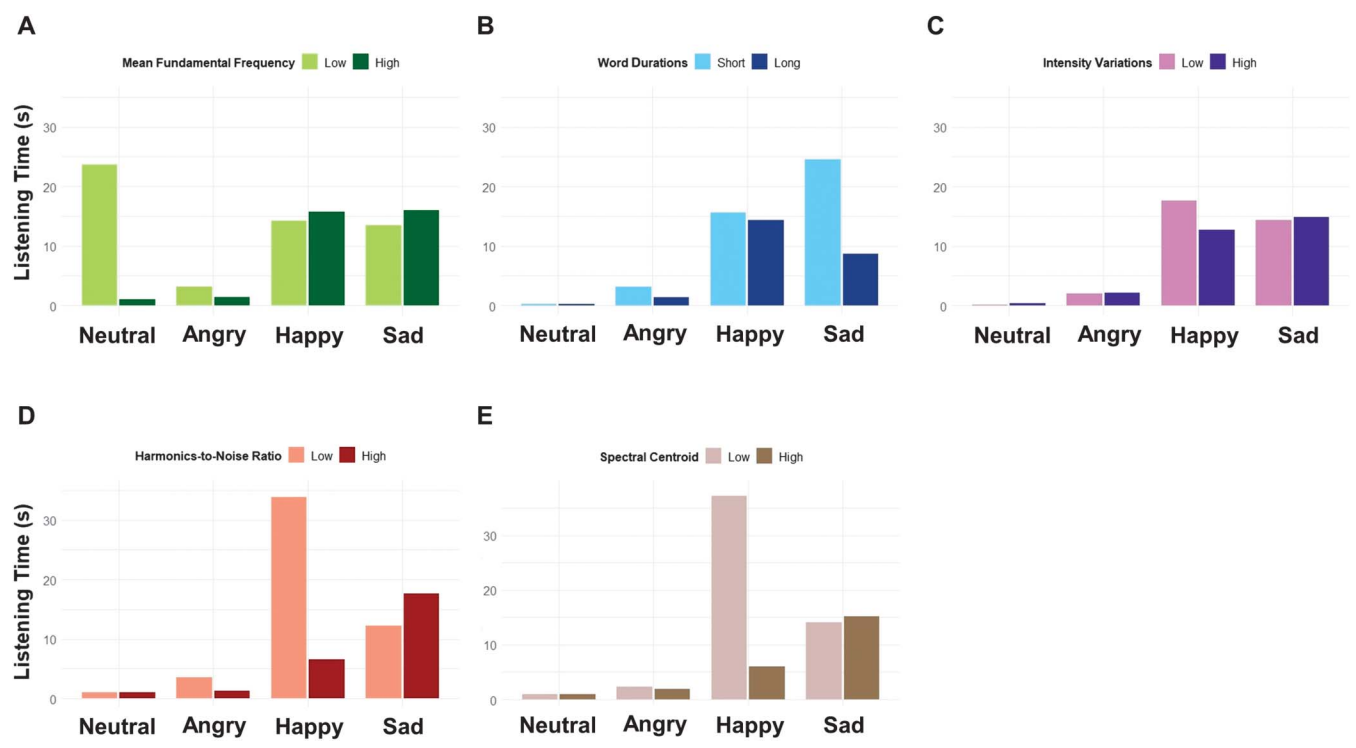 A
Mean Fundamental Frequency Low High
Listening Time (s)
30
20
10
0
Neutral Angry Happy Sad
B
Word Durations Short Long
30
20
10
0
Neutral Angry Happy Sad
C
Intensity Variations Low High
30
20
10
0
Neutral Angry Happy Sad
D
Harmonics-to-Noise Ratio Low High
Listening Time (s)
30
20
10
0
Neutral Angry Happy Sad
E
Spectral Centroid Low High
30
20
10
0
Neutral Angry Happy Sad